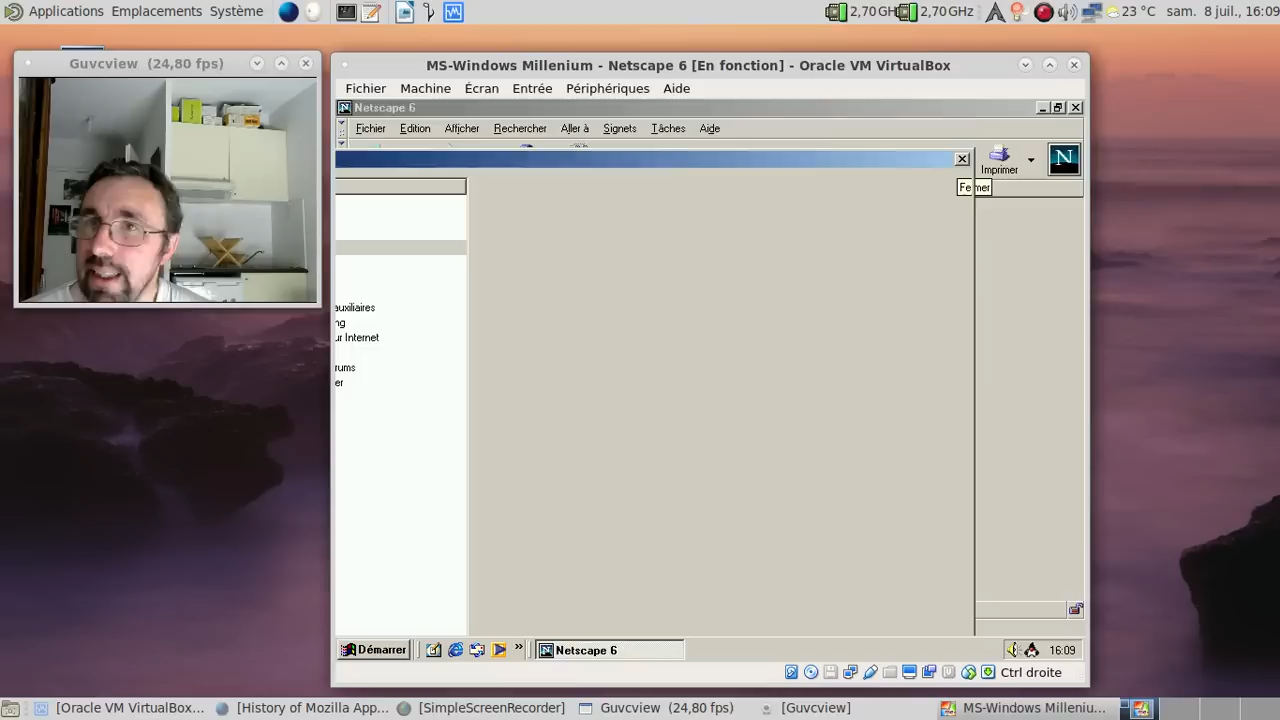 Applications Emplacements Système 2,70 GH 2,70 GHz 23 °C sam. 8 juil., 16:09
Guvcview (24,80 fps)
MS-Windows Millenium - Netscape 6 [En fonction] - Oracle VM VirtualBox
Fichier Machine Écran Entrée Périphériques Aide
Netscape 6
Fichier Edition Afficher Rechercher Aller à Signets Tâches Aide
Imprimer
N
Fermer
auxiliaires
ng
ur Internet
rums
er
Démarrer » Netscape 6 16:09
Ctrl droite
[Oracle VM VirtualBox... [History of Mozilla App... [SimpleScreenRecorder] Guvcview (24,80 fps) [Guvcview] MS-Windows Milleniu...